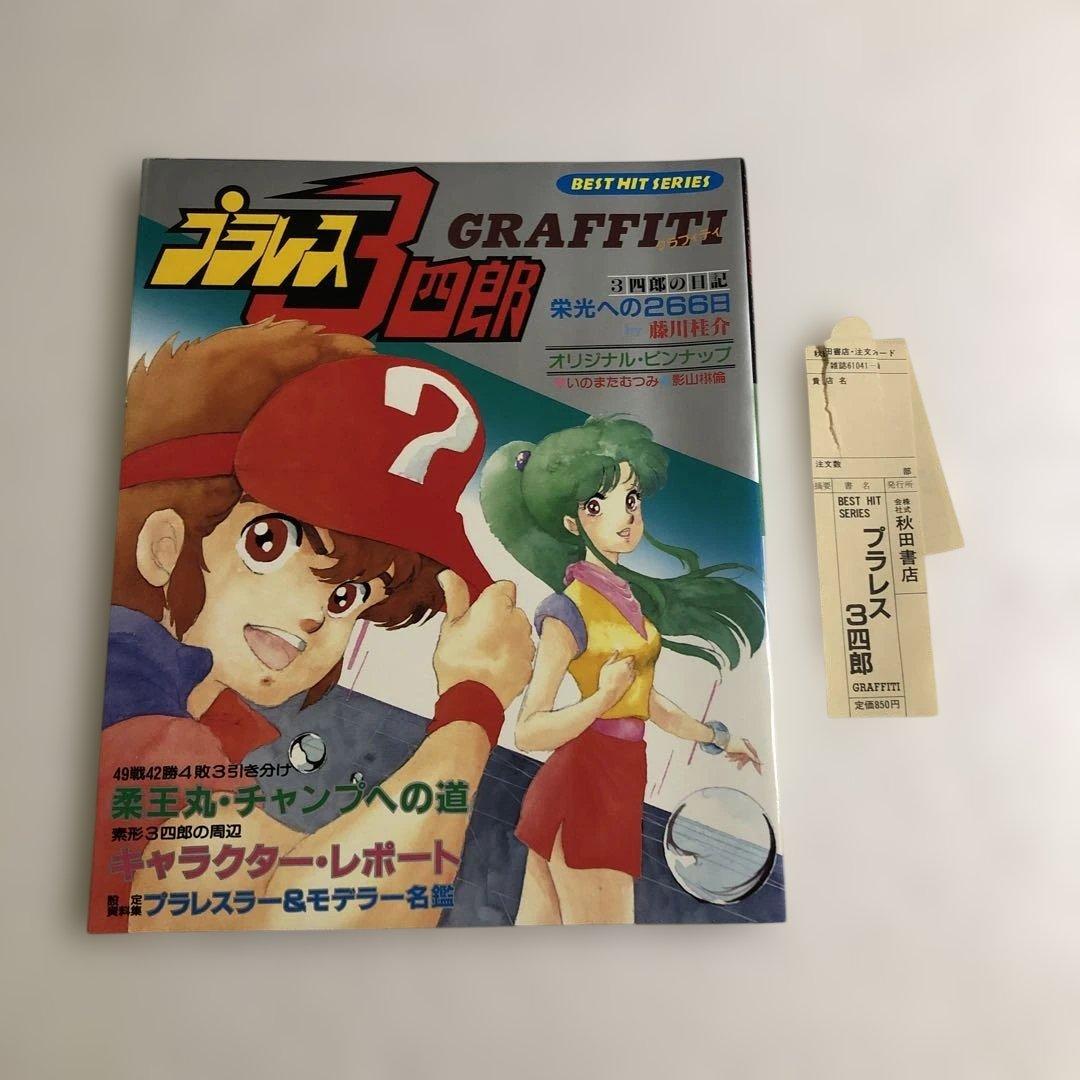 BEST HIT SERIES
プラレス3四郎
GRAFFITI
グラフィティ
3四郎の日記
栄光への266日
by 藤川桂介
オリジナル・ピンナップ
いのまたむつみ 影山楙倫
49戦42勝4敗3引き分け
柔王丸・チャンプへの道
素形3四郎の周辺
キャラクター・レポート
設定資料集 プラレスラー&モデラー名鑑
秋田書店・注文カード
雑誌61041-
貴店名
注文数 部
摘要 書名 発行所
BEST HIT SERIES
プラレス3四郎
GRAFFITI
株式会社 秋田書店
定価850円